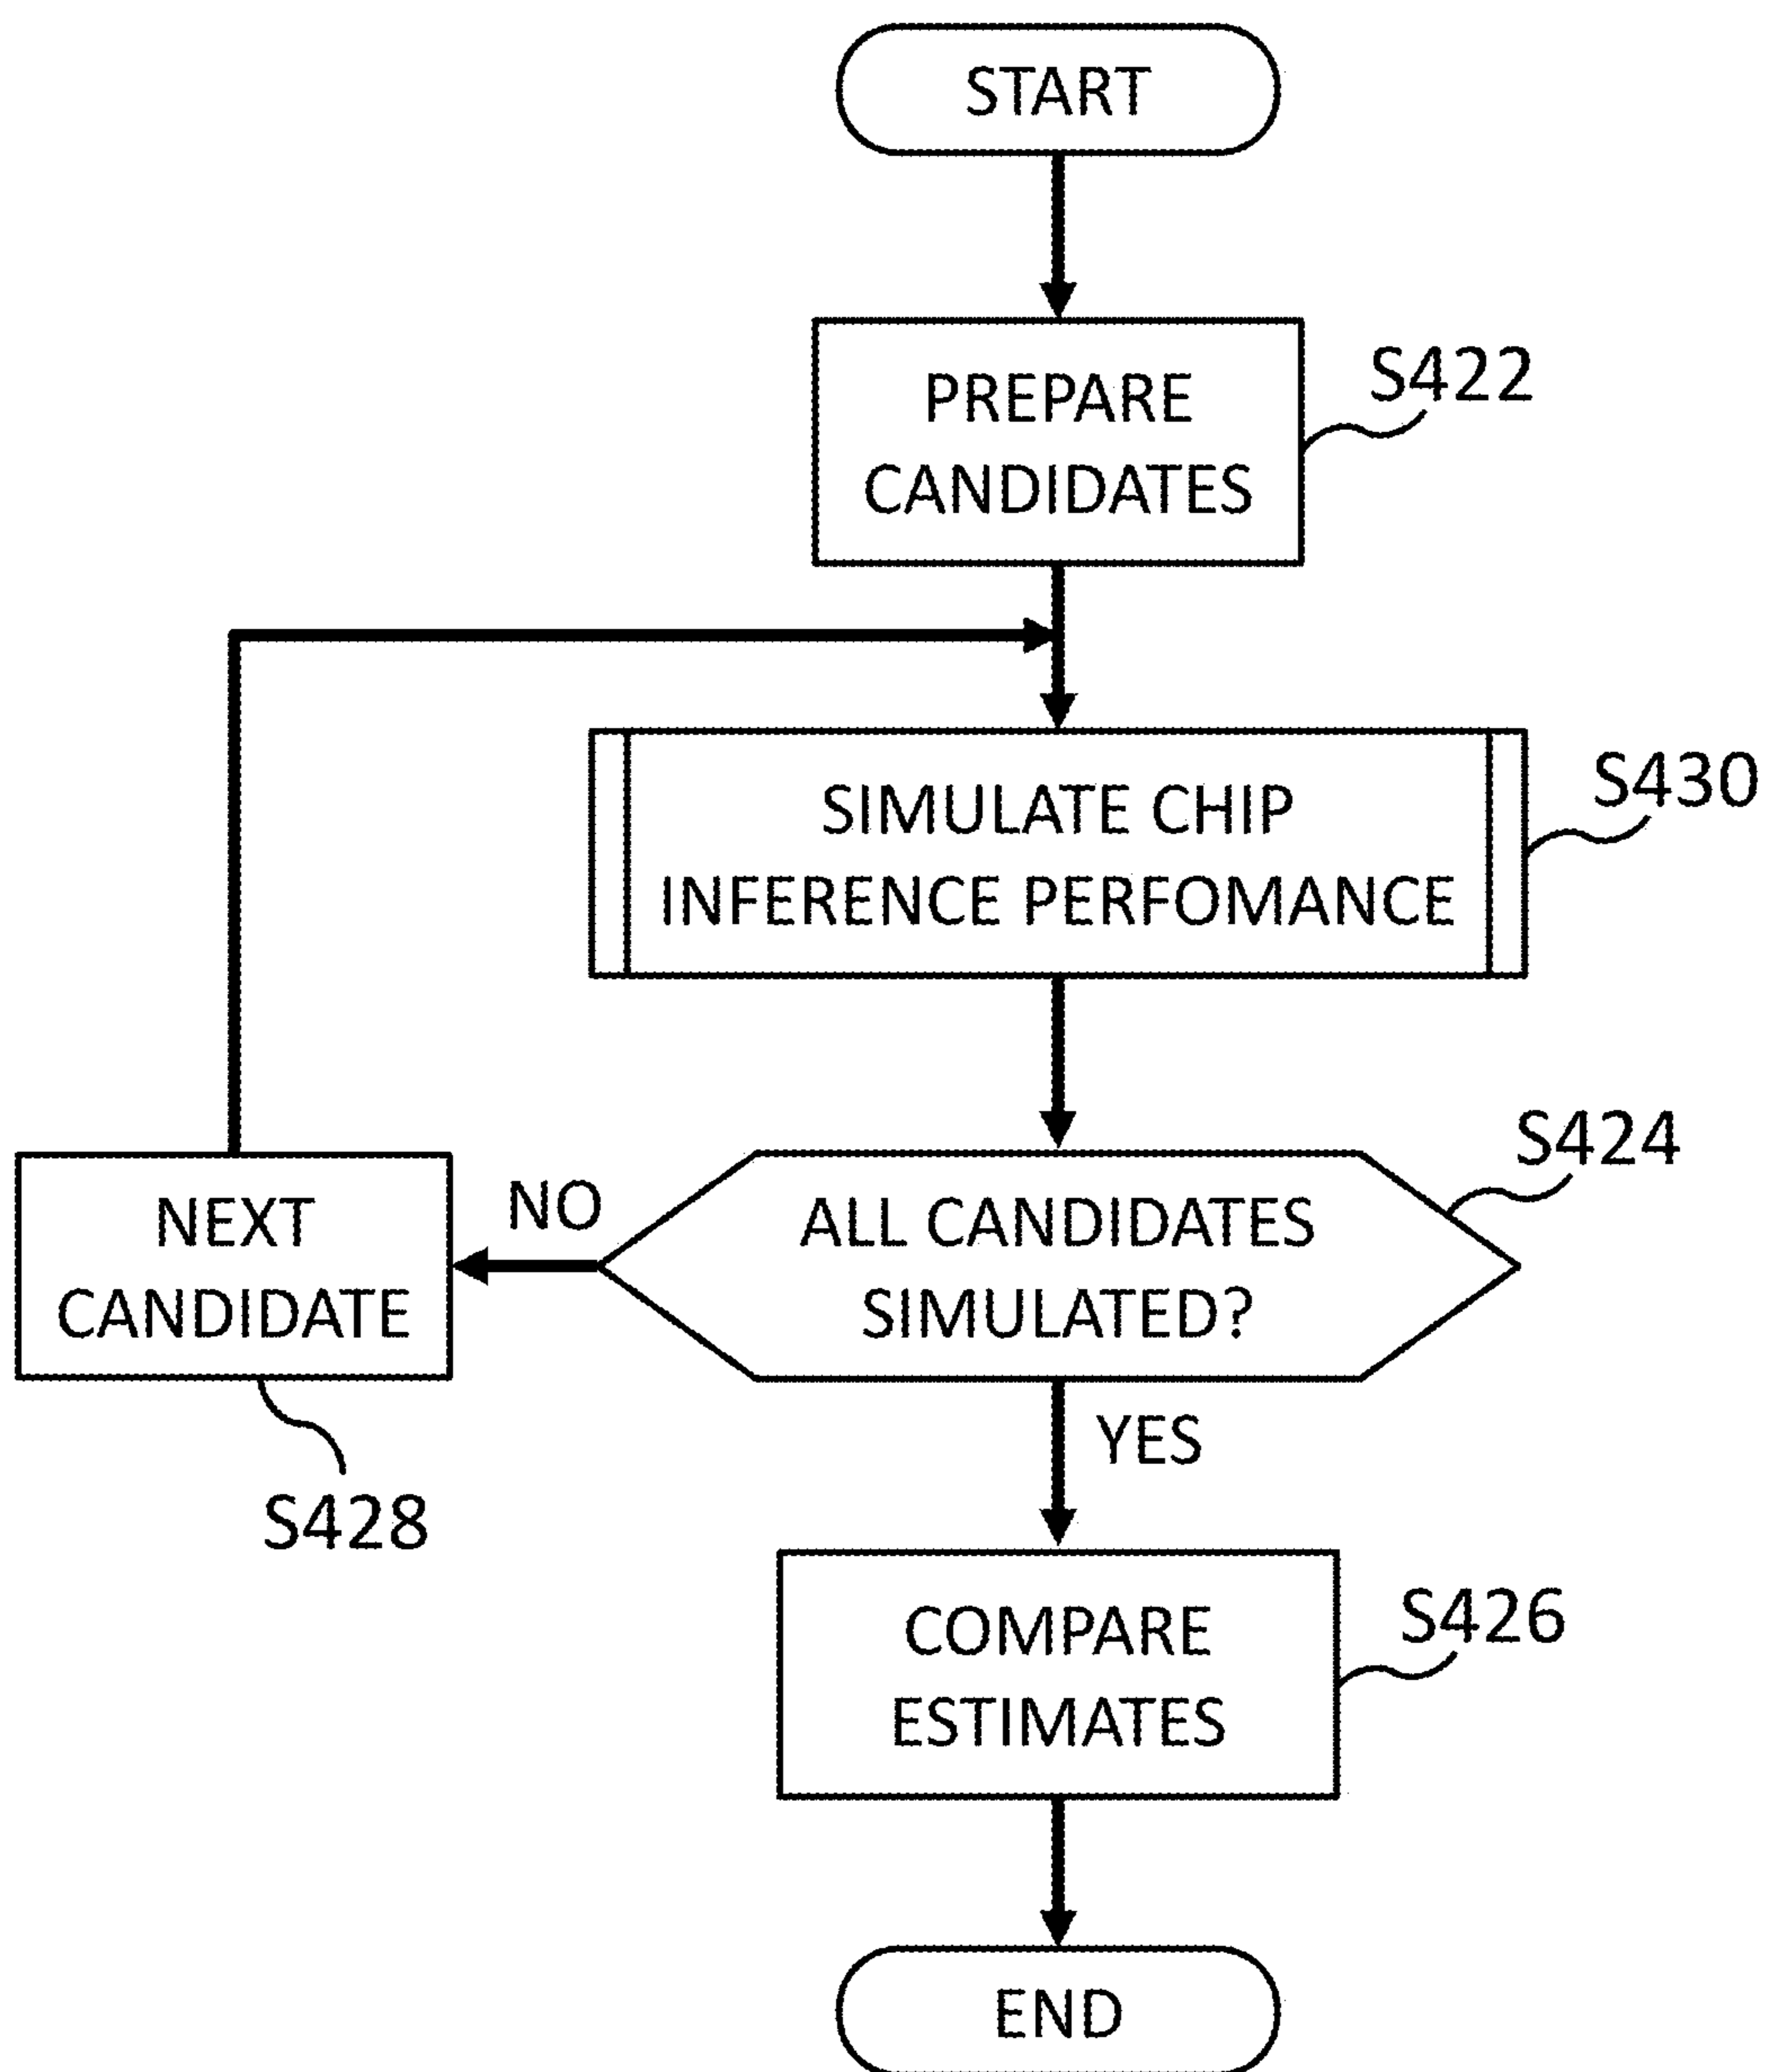 START
PREPARE
CANDIDATES
S422
SIMULATE CHIP
INFERENCE PERFOMANCE
S430
ALL CANDIDATES
SIMULATED?
S424
NO
NEXT
CANDIDATE
S428
YES
COMPARE
ESTIMATES
S426
END